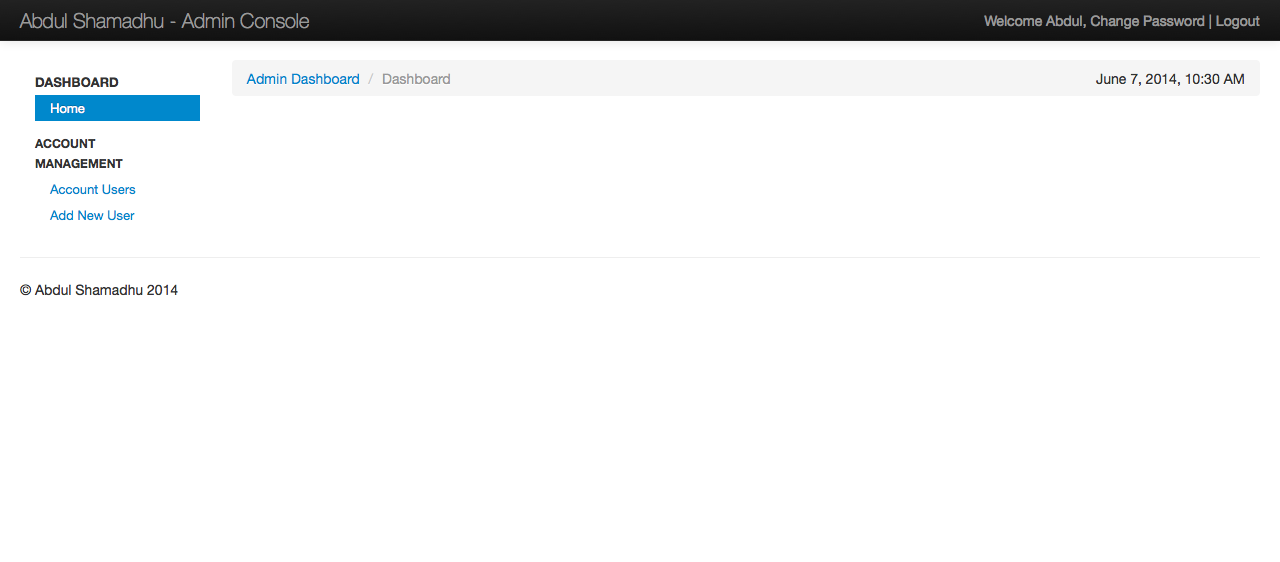 Abdul Shamadhu - Admin Console
Welcome Abdul, Change Password | Logout
DASHBOARD
Home
ACCOUNT
MANAGEMENT
Account Users
Add New User
Admin Dashboard / Dashboard
June 7, 2014, 10:30 AM
© Abdul Shamadhu 2014